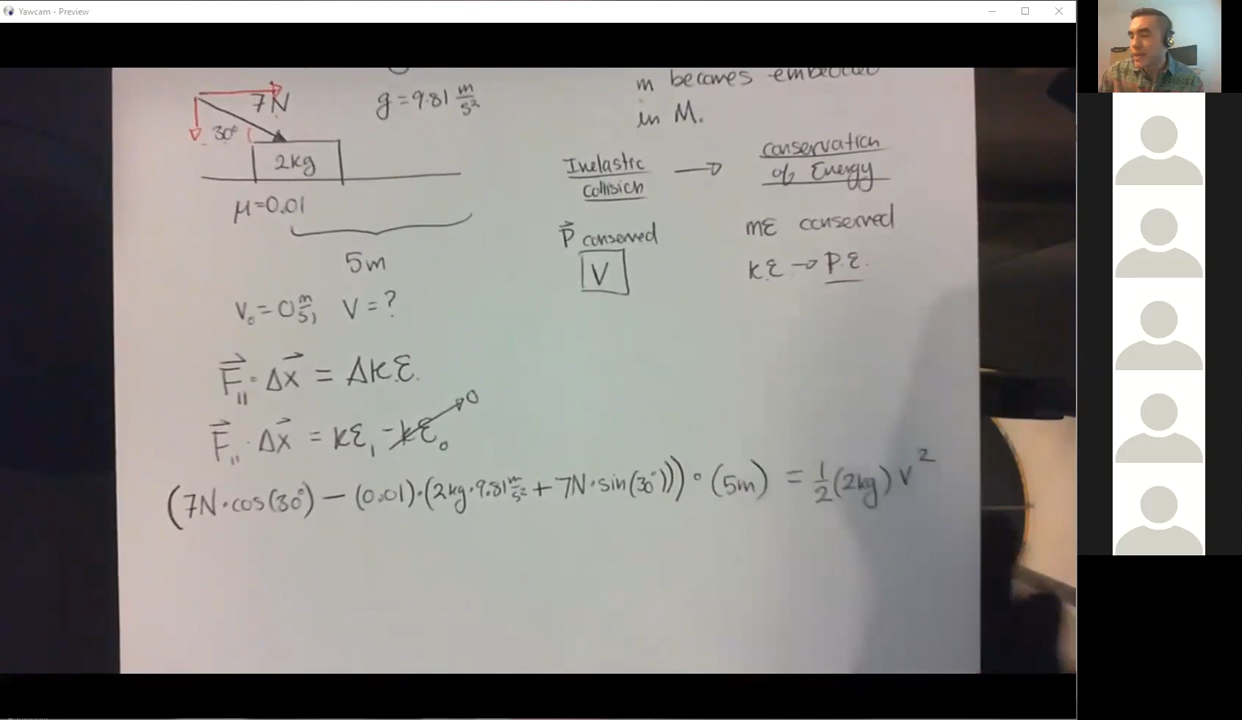 Yawcam - Preview
7N
30°
2kg
μ=0.01
5m
g=9.81 m/s²
V₀=0 m/s, V=?
F⃗∥·Δx⃗ = ΔKE.
F⃗∥·Δx⃗ = KE₁-KE₀ → 0
(7N·cos(30°) - (0.01)·(2kg·9.81 m/s² + 7N·sin(30°)))·(5m) = 1/2(2kg)V²
m becomes embedded
in M.
Inelastic
collision
→
conservation
of Energy
P⃗ conserved
V
mE conserved
KE→P.E.